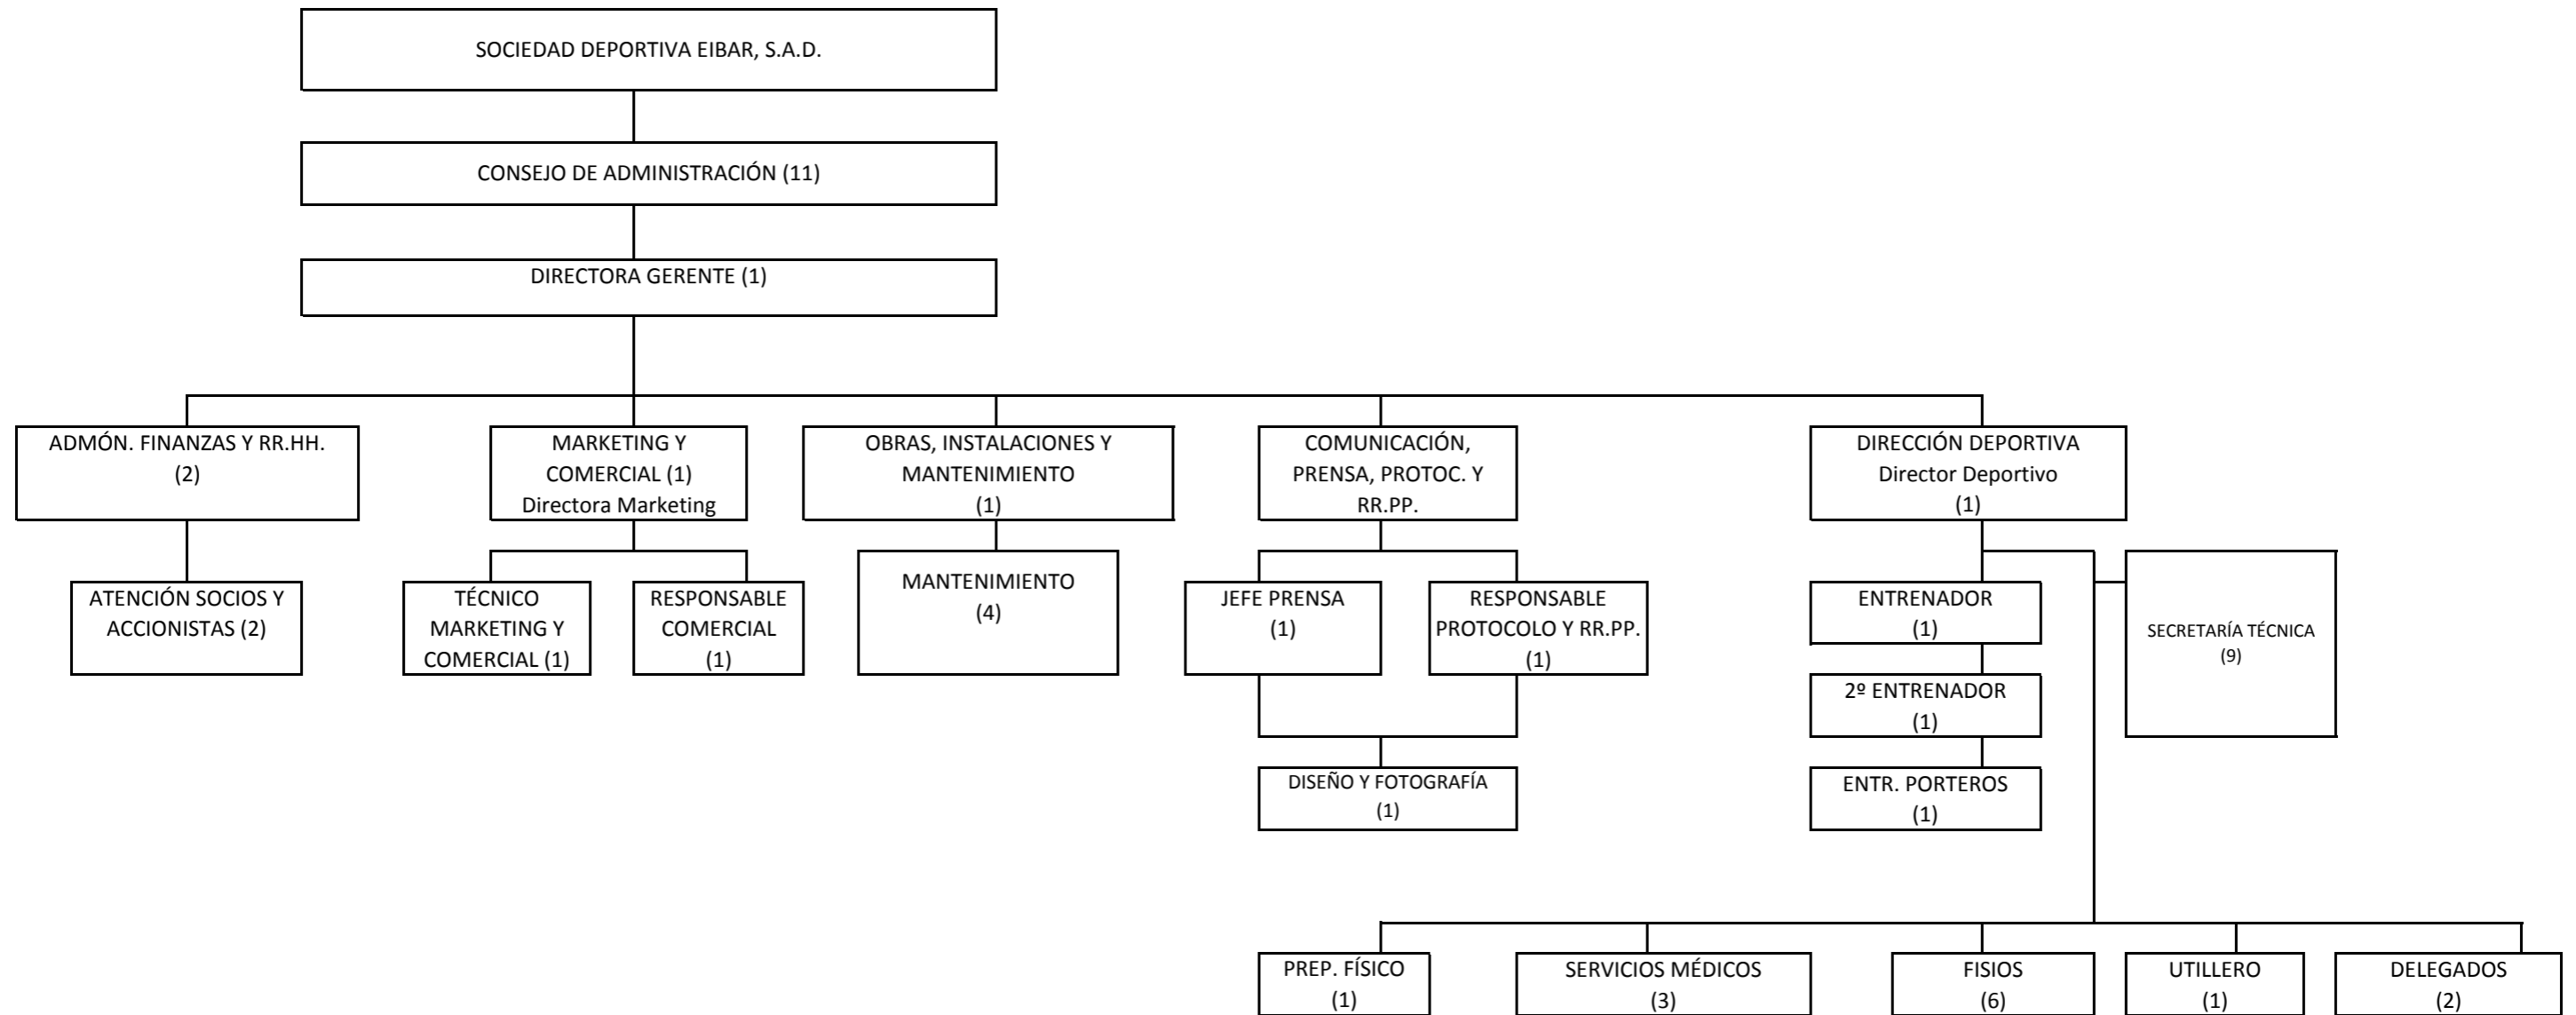 SOCIEDAD DEPORTIVA EIBAR, S.A.D.
CONSEJO DE ADMINISTRACIÓN (11)
DIRECTORA GERENTE (1)
ADMÓN. FINANZAS Y RR.HH.
(2)
MARKETING Y
COMERCIAL (1)
Directora Marketing
OBRAS, INSTALACIONES Y
MANTENIMIENTO
(1)
COMUNICACIÓN,
PRENSA, PROTOC. Y
RR.PP.
DIRECCIÓN DEPORTIVA
Director Deportivo
(1)
ATENCIÓN SOCIOS Y
ACCIONISTAS (2)
TÉCNICO
MARKETING Y
COMERCIAL (1)
RESPONSABLE
COMERCIAL
(1)
MANTENIMIENTO
(4)
JEFE PRENSA
(1)
RESPONSABLE
PROTOCOLO Y RR.PP.
(1)
ENTRENADOR
(1)
SECRETARÍA TÉCNICA
(9)
2º ENTRENADOR
(1)
DISEÑO Y FOTOGRAFÍA
(1)
ENTR. PORTEROS
(1)
PREP. FÍSICO
(1)
SERVICIOS MÉDICOS
(3)
FISIOS
(6)
UTILLERO
(1)
DELEGADOS
(2)